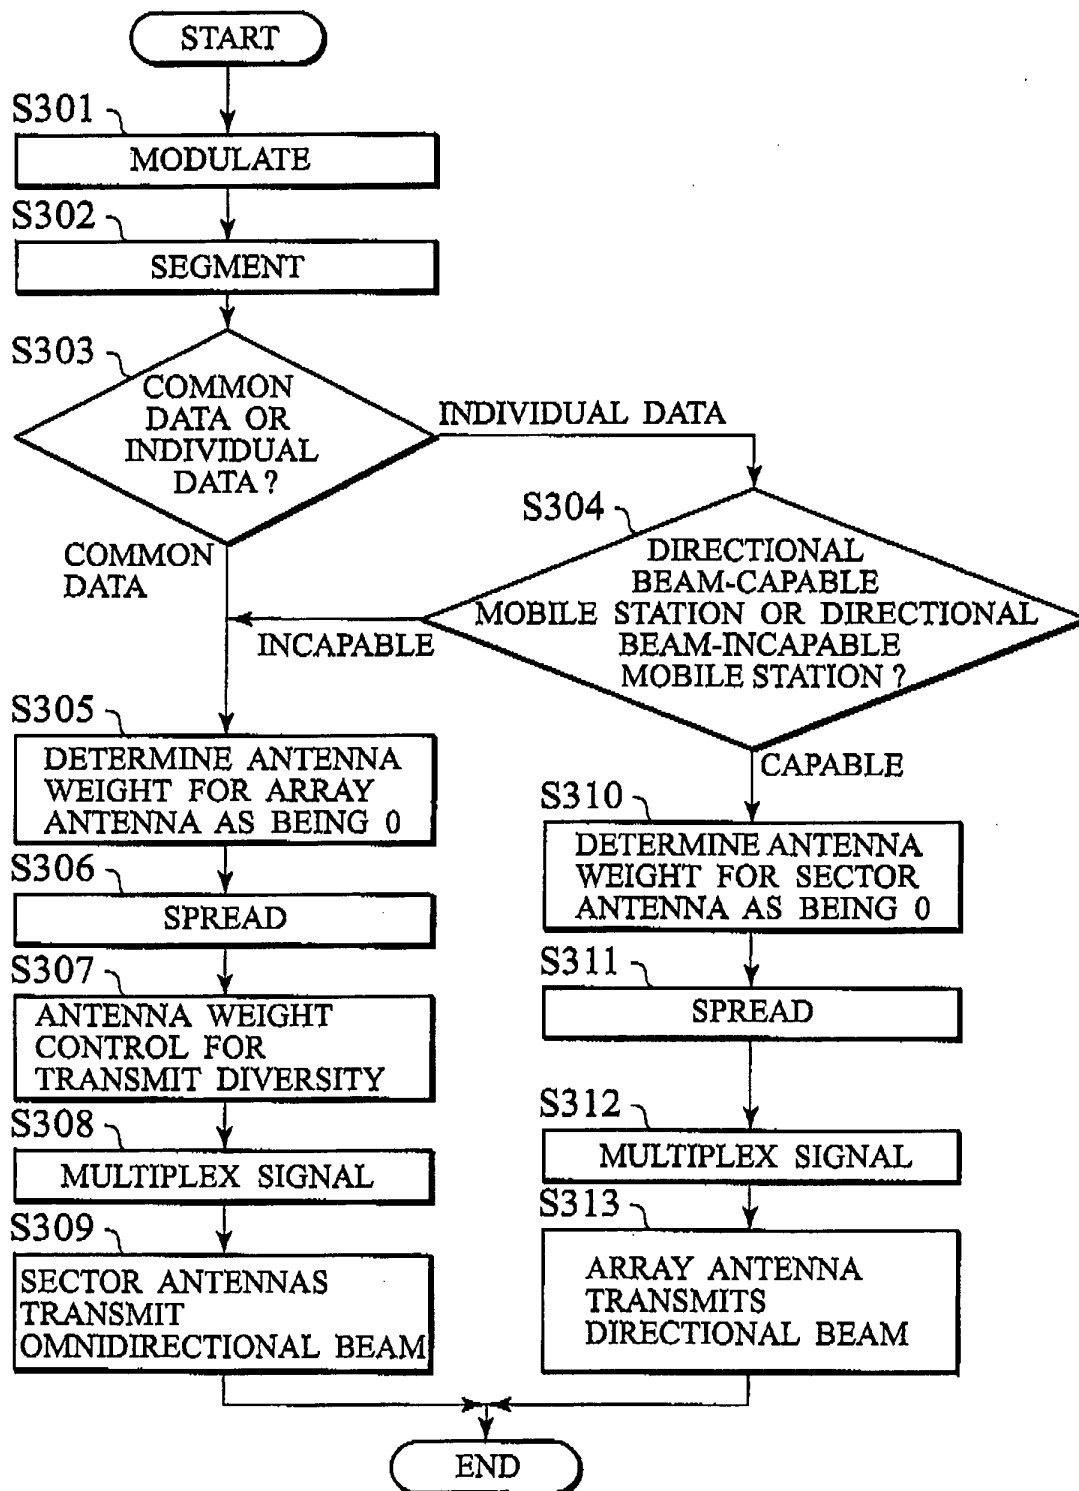 START
S301
MODULATE
S302
SEGMENT
S303
COMMON
DATA OR
INDIVIDUAL
DATA ?
INDIVIDUAL DATA
COMMON
DATA
S304
DIRECTIONAL
BEAM-CAPABLE
MOBILE STATION OR DIRECTIONAL
BEAM-INCAPABLE
MOBILE STATION ?
INCAPABLE
CAPABLE
S305
DETERMINE ANTENNA
WEIGHT FOR ARRAY
ANTENNA AS BEING 0
S306
SPREAD
S307
ANTENNA WEIGHT
CONTROL FOR
TRANSMIT DIVERSITY
S308
MULTIPLEX SIGNAL
S309
SECTOR ANTENNAS
TRANSMIT
OMNIDIRECTIONAL BEAM
S310
DETERMINE ANTENNA
WEIGHT FOR SECTOR
ANTENNA AS BEING 0
S311
SPREAD
S312
MULTIPLEX SIGNAL
S313
ARRAY ANTENNA
TRANSMITS
DIRECTIONAL BEAM
END